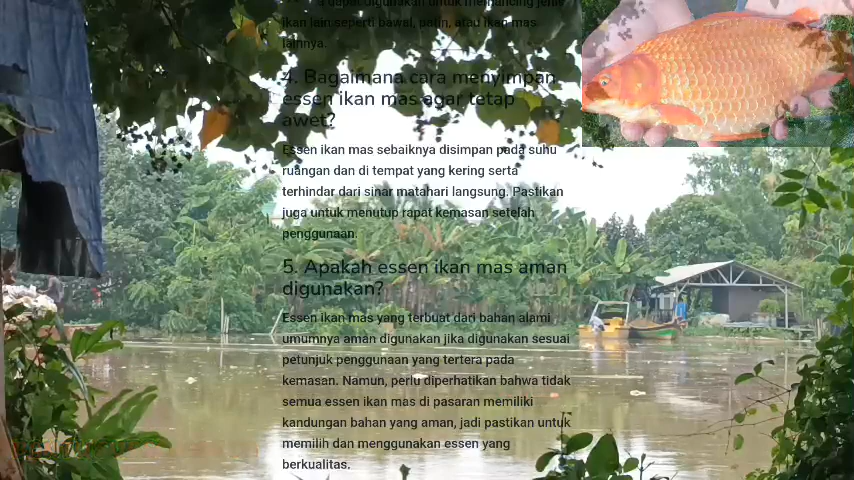 dapat digunakan untuk memancing jenis
ikan lain seperti bawal, patin, atau ikan mas
lainnya.
4. Bagaimana cara menyimpan
essen ikan mas agar tetap
awet?
Essen ikan mas sebaiknya disimpan pada suhu
ruangan dan di tempat yang kering serta
terhindar dari sinar matahari langsung. Pastikan
juga untuk menutup rapat kemasan setelah
penggunaan.
5. Apakah essen ikan mas aman
digunakan?
Essen ikan mas yang terbuat dari bahan alami
umumnya aman digunakan jika digunakan sesuai
petunjuk penggunaan yang tertera pada
kemasan. Namun, perlu diperhatikan bahwa tidak
semua essen ikan mas di pasaran memiliki
kandungan bahan yang aman, jadi pastikan untuk
memilih dan menggunakan essen yang
berkualitas.